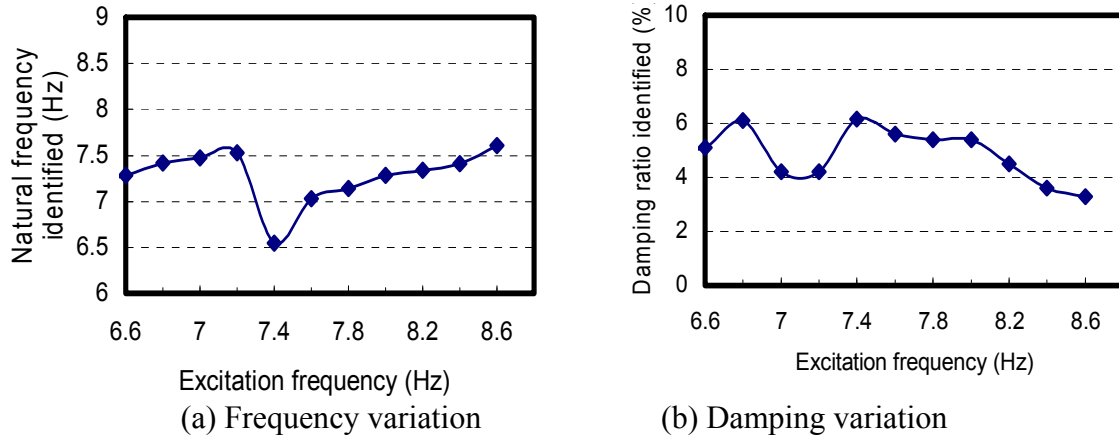 Natural frequency
identified (Hz)
9
8.5
8
7.5
7
6.5
6
6.6 7 7.4 7.8 8.2 8.6
Excitation frequency (Hz)
(a) Frequency variation
Damping ratio identified (%)
10
8
6
4
2
0
6.6 7 7.4 7.8 8.2 8.6
Excitation frequency (Hz)
(b) Damping variation